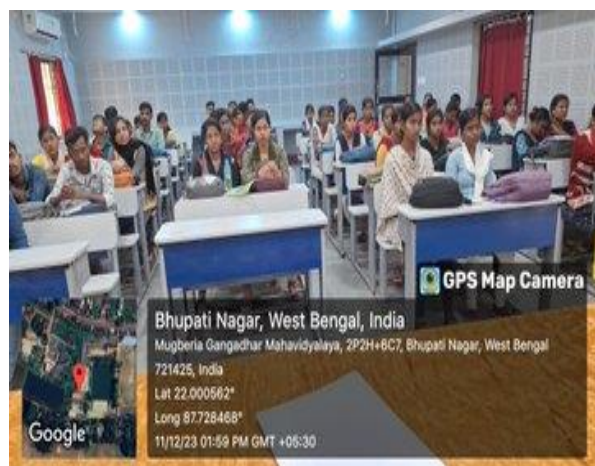 GPS Map Camera
Bhupati Nagar, West Bengal, India
Mugberia Gangadhar Mahavidyalaya, 2P2H+6C7, Bhupati Nagar, West Bengal
721425, India
Lat 22.000562°
Long 87.728468°
11/12/23 01:59 PM GMT +05:30
Google